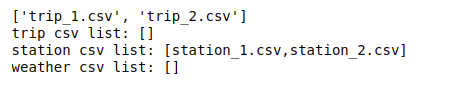 ['trip_1.csv', 'trip_2.csv']
trip csv list: []
station csv list: [station_1.csv,station_2.csv]
weather csv list: []